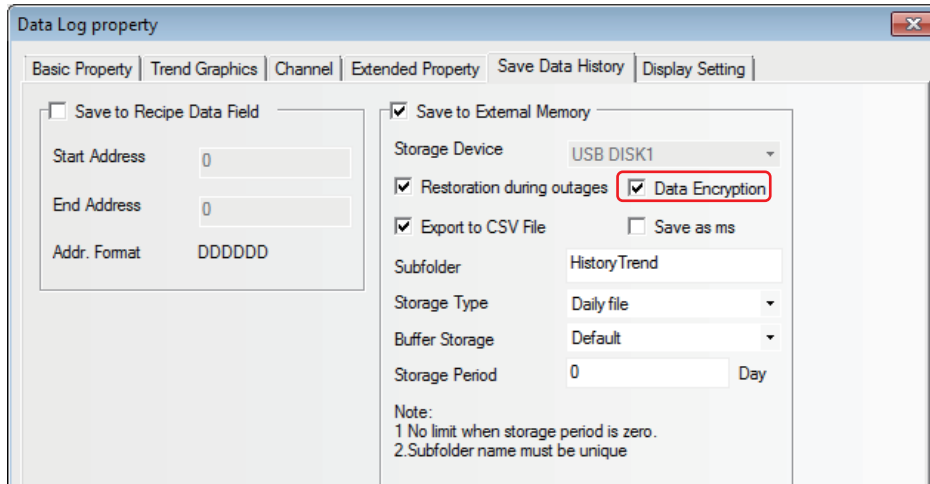 Data Log property
Basic Property Trend Graphics Channel Extended Property Save Data History Display Setting
Save to Recipe Data Field
Start Address 0
End Address 0
Addr. Format DDDDDD
Save to External Memory
Storage Device USB DISK1
Restoration during outages Data Encryption
Export to CSV File Save as ms
Subfolder HistoryTrend
Storage Type Daily file
Buffer Storage Default
Storage Period 0 Day
Note:
1 No limit when storage period is zero.
2.Subfolder name must be unique